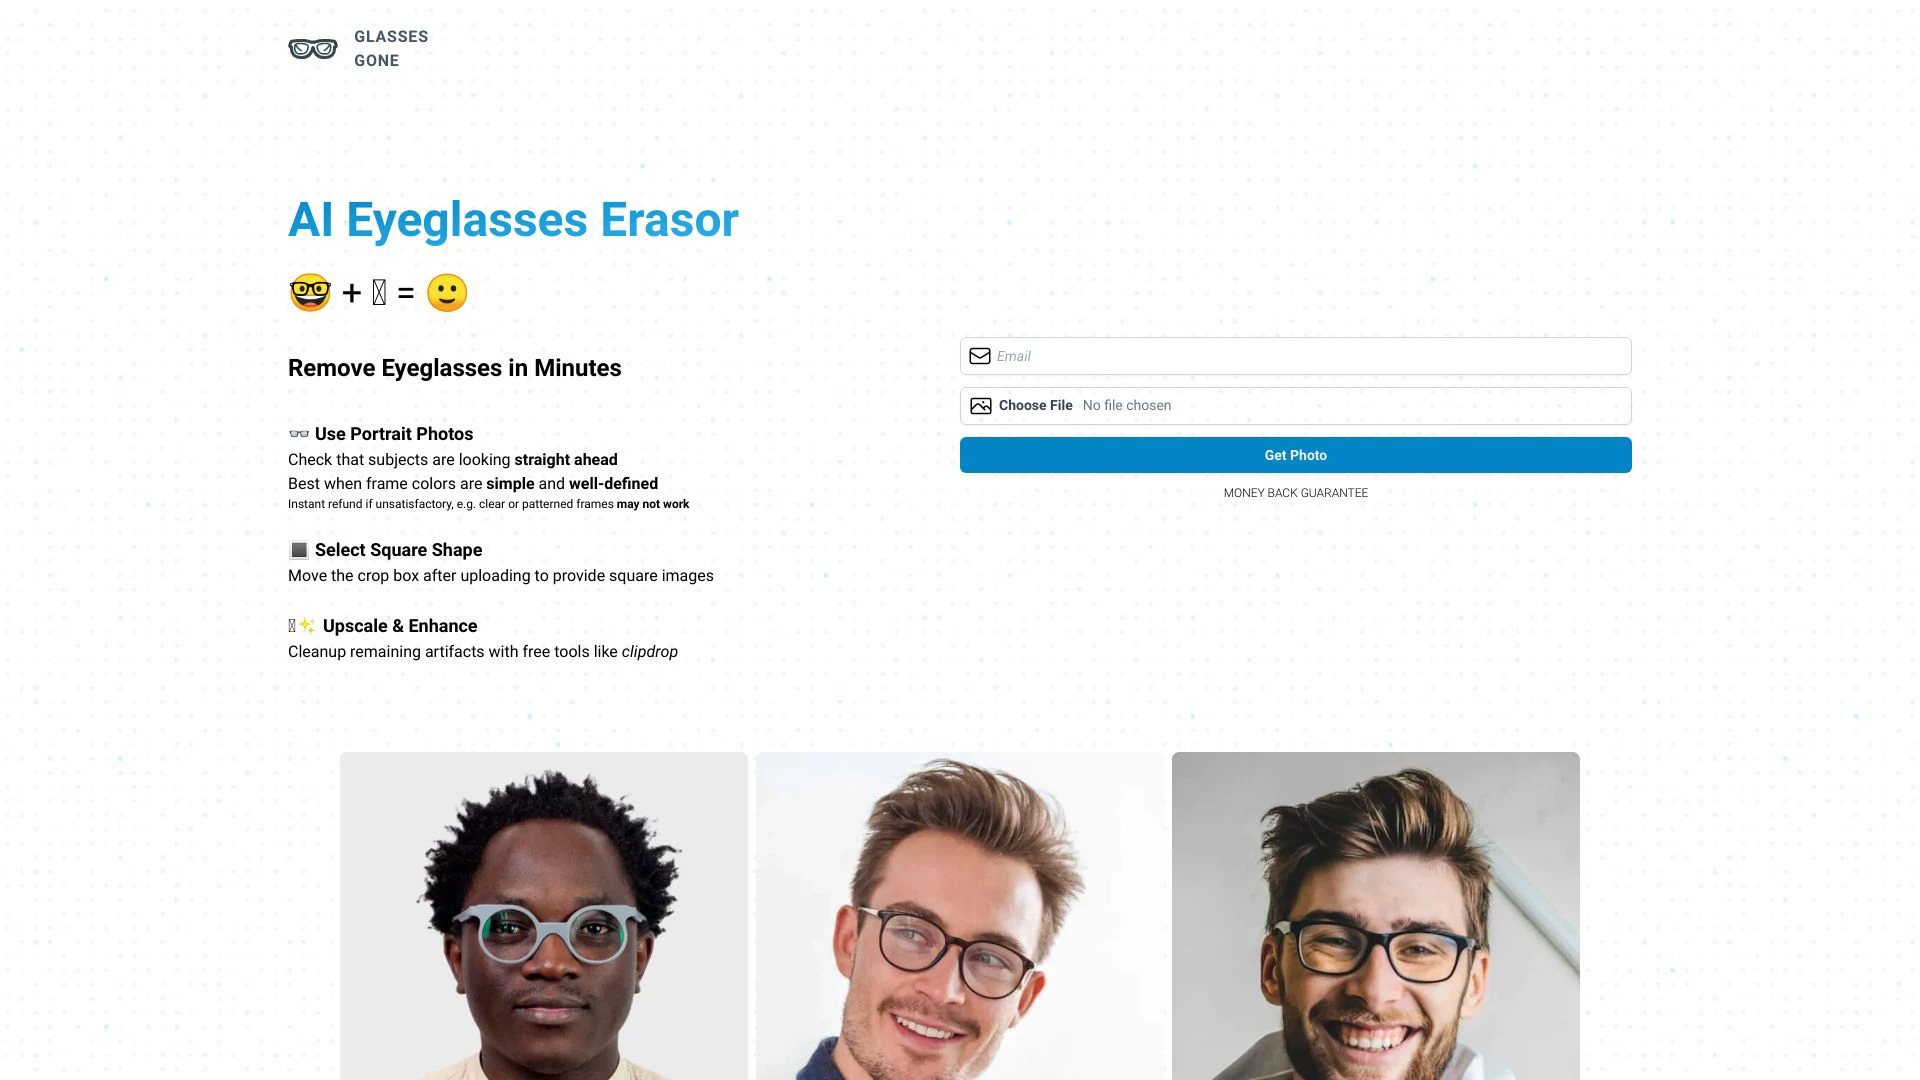 GLASSES
GONE
AI Eyeglasses Erasor
🤓 + = 🙂
Remove Eyeglasses in Minutes
👓 Use Portrait Photos
Check that subjects are looking straight ahead
Best when frame colors are simple and well-defined
Instant refund if unsatisfactory, e.g. clear or patterned frames may not work
🔳 Select Square Shape
Move the crop box after uploading to provide square images
✨ Upscale & Enhance
Cleanup remaining artifacts with free tools like clipdrop
Email
Choose File No file chosen
Get Photo
MONEY BACK GUARANTEE